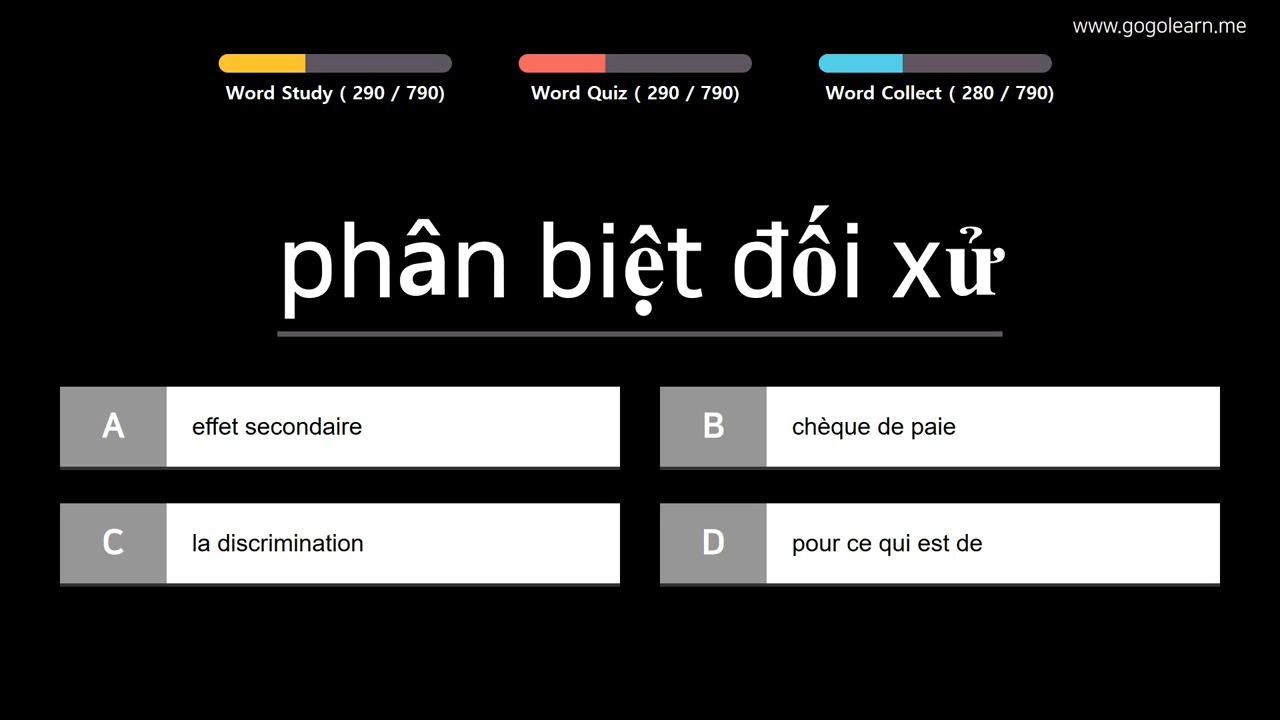 www.gogolearn.me
Word Study ( 290 / 790)
Word Quiz ( 290 / 790)
Word Collect ( 280 / 790)
phân biệt đối xử
A effet secondaire
B chèque de paie
C la discrimination
D pour ce qui est de